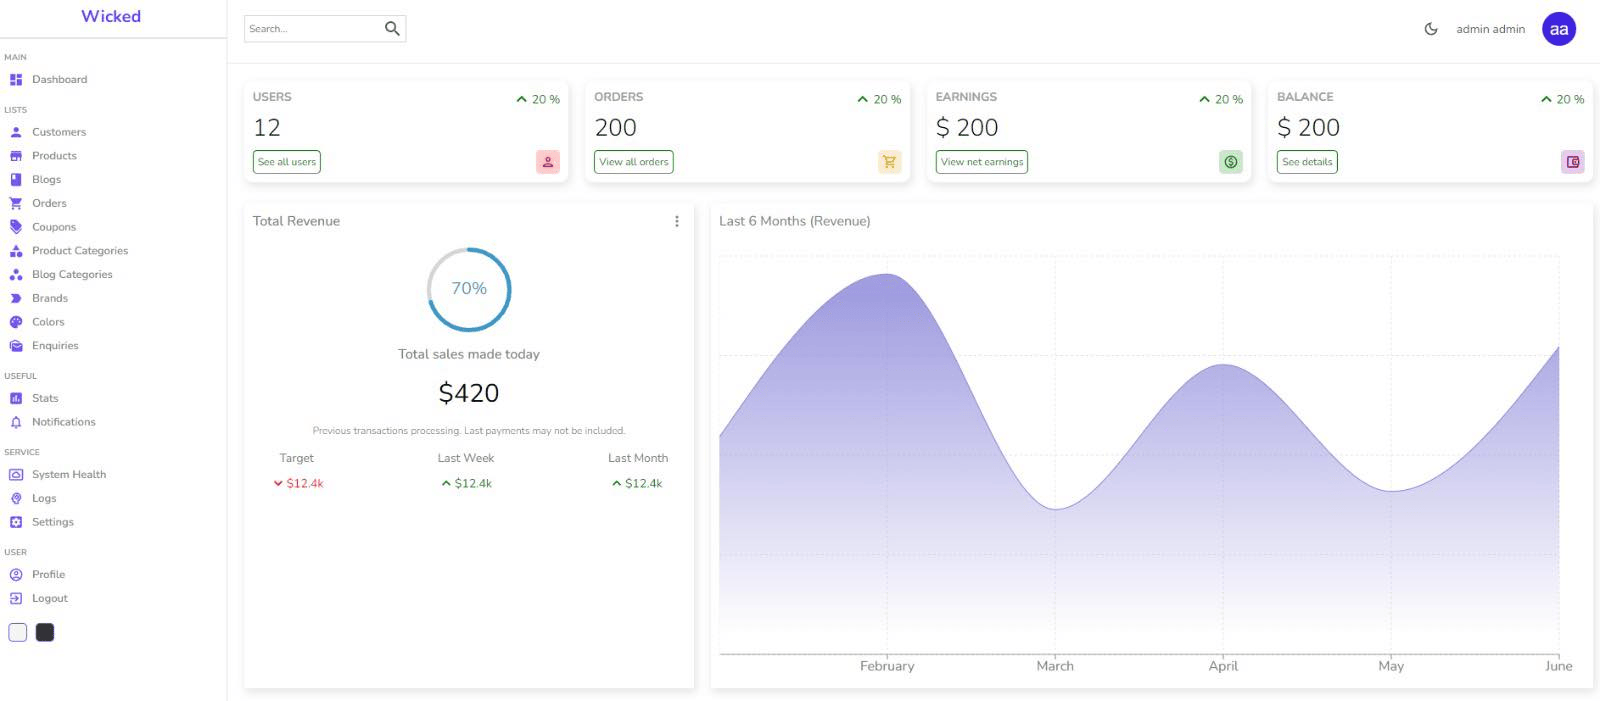 Wicked
MAIN
Dashboard
LISTS
Customers
Products
Blogs
Orders
Coupons
Product Categories
Blog Categories
Brands
Colors
Enquiries
USEFUL
Stats
Notifications
SERVICE
System Health
Logs
Settings
USER
Profile
Logout
Search...
admin admin
aa
USERS
20 %
12
See all users
ORDERS
20 %
200
View all orders
EARNINGS
20 %
$ 200
View net earnings
BALANCE
20 %
$ 200
See details
Total Revenue
70%
Total sales made today
$420
Previous transactions processing. Last payments may not be included.
Target
Last Week
Last Month
$12.4k
$12.4k
$12.4k
Last 6 Months (Revenue)
February
March
April
May
June